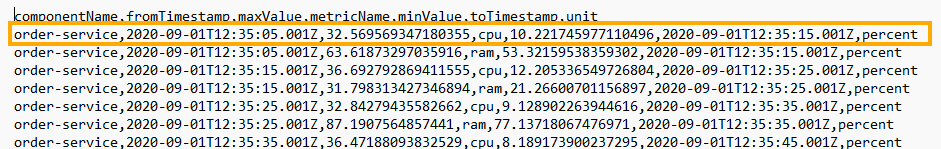 componentName,fromTimestamp,maxValue,metricName,minValue,toTimestamp,unit
order-service,2020-09-01T12:35:05.001Z,32.569569347180355,cpu,10.221745977110496,2020-09-01T12:35:15.001Z,percent
order-service,2020-09-01T12:35:05.001Z,63.61873297035916,ram,53.32159538359302,2020-09-01T12:35:15.001Z,percent
order-service,2020-09-01T12:35:15.001Z,36.692792869411555,cpu,12.205336549726804,2020-09-01T12:35:25.001Z,percent
order-service,2020-09-01T12:35:15.001Z,31.798313427346894,ram,21.26600701156897,2020-09-01T12:35:25.001Z,percent
order-service,2020-09-01T12:35:25.001Z,32.84279435582662,cpu,9.128902263944616,2020-09-01T12:35:35.001Z,percent
order-service,2020-09-01T12:35:25.001Z,87.1907564857441,ram,77.13718067476971,2020-09-01T12:35:35.001Z,percent
order-service,2020-09-01T12:35:35.001Z,36.47188093832529,cpu,8.189173900237295,2020-09-01T12:35:45.001Z,percent